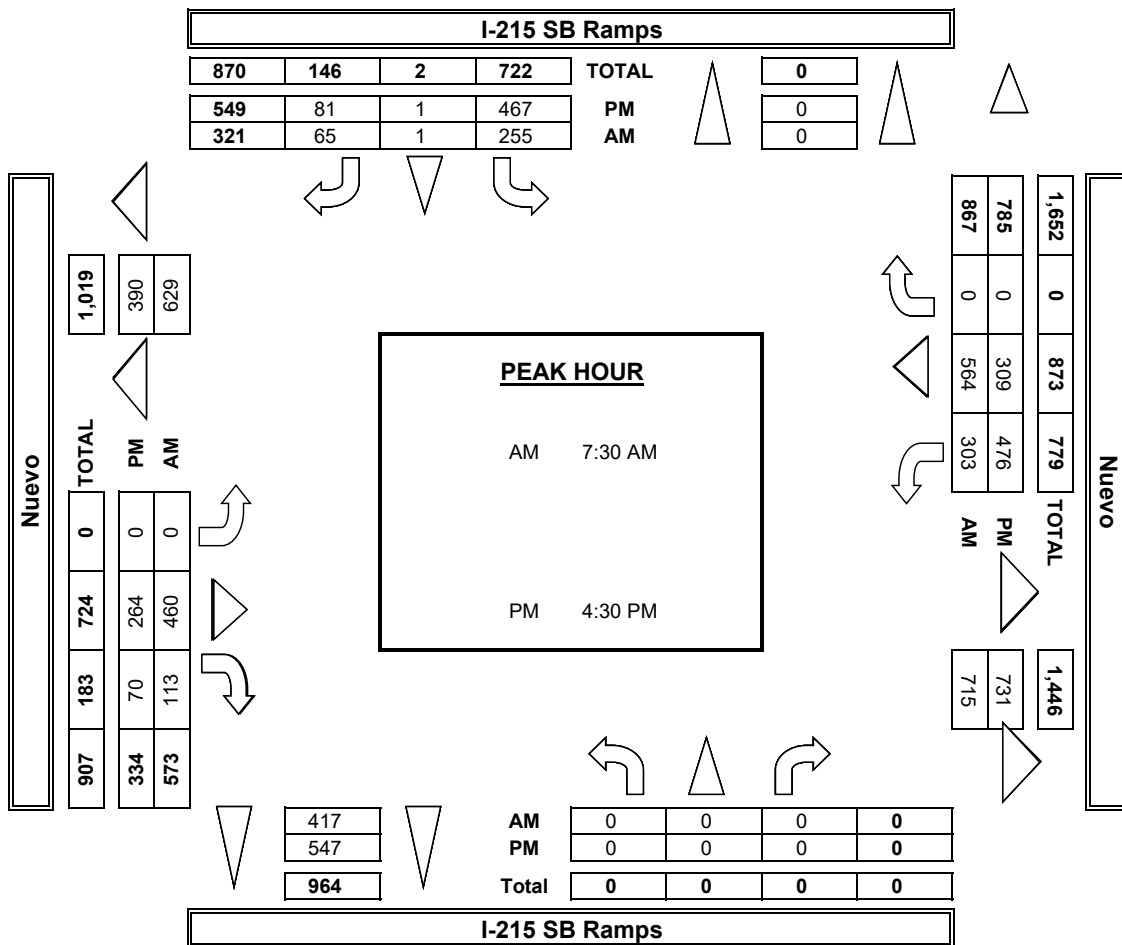 I-215 SB Ramps
870 146 2 722 TOTAL 0
549 81 1 467 PM 0
321 65 1 255 AM 0
Nuevo
1,019
390
629
TOTAL
PM
AM
0 724 183 907
0 264 70 334
0 460 113 573
PEAK HOUR
AM 7:30 AM
PM 4:30 PM
1,652 0 873 779 TOTAL
785 0 309 476 PM
867 0 564 303 AM
1,446
731
715
Nuevo
417 AM 0 0 0 0
547 PM 0 0 0 0
964 Total 0 0 0 0
I-215 SB Ramps